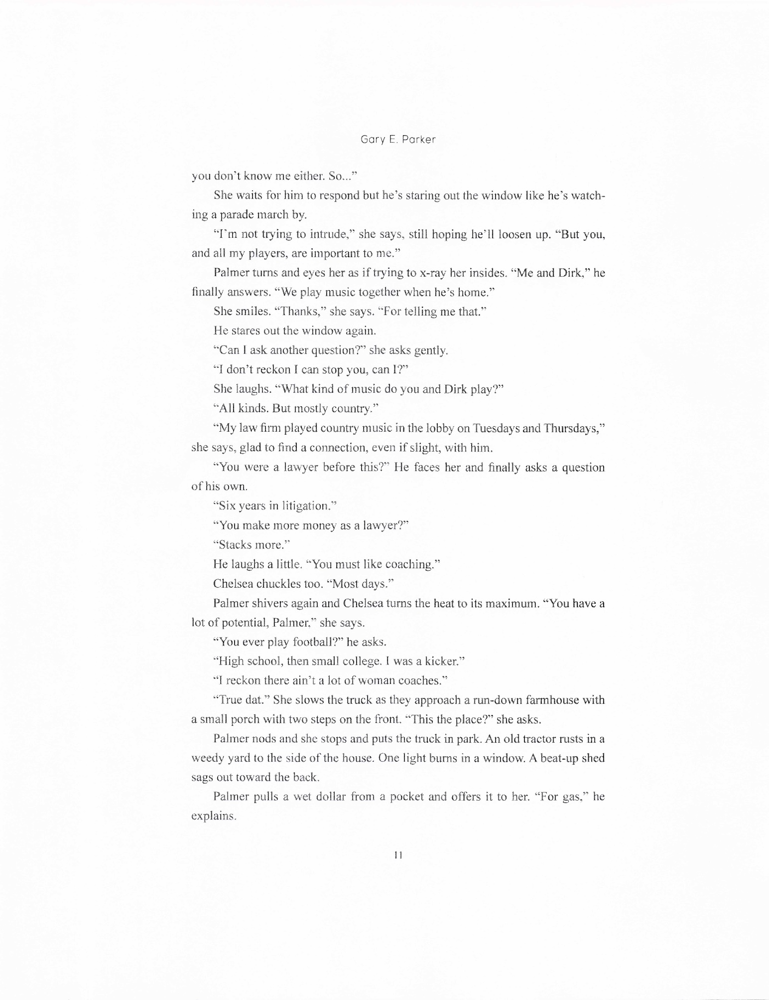 Gary E. Parker
you don't know me either. So...”
She waits for him to respond but he's staring out the window like he's watch-
ing a parade march by.
“I'm not trying to intrude,” she says, still hoping he'll loosen up. “But you,
and all my players, are important to me.”
Palmer turns and eyes her as if trying to x-ray her insides. “Me and Dirk,” he
finally answers. “We play music together when he's home.”
She smiles. “Thanks,” she says. “For telling me that.”
He stares out the window again.
“Can I ask another question?” she asks gently.
“I don't reckon I can stop you, can I?”
She laughs. “What kind of music do you and Dirk play?”
“All kinds. But mostly country.”
“My law firm played country music in the lobby on Tuesdays and Thursdays,”
she says, glad to find a connection, even if slight, with him.
“You were a lawyer before this?” He faces her and finally asks a question
of his own.
“Six years in litigation.”
“You make more money as a lawyer?”
“Stacks more.”
He laughs a little. “You must like coaching.”
Chelsea chuckles too. “Most days.”
Palmer shivers again and Chelsea turns the heat to its maximum. “You have a
lot of potential, Palmer,” she says.
“You ever play football?” he asks.
“High school, then small college. I was a kicker.”
“I reckon there ain't a lot of woman coaches.”
“True dat.” She slows the truck as they approach a run-down farmhouse with
a small porch with two steps on the front. “This the place?” she asks.
Palmer nods and she stops and puts the truck in park. An old tractor rusts in a
weedy yard to the side of the house. One light burns in a window. A beat-up shed
sags out toward the back.
Palmer pulls a wet dollar from a pocket and offers it to her. “For gas,” he
explains.
11